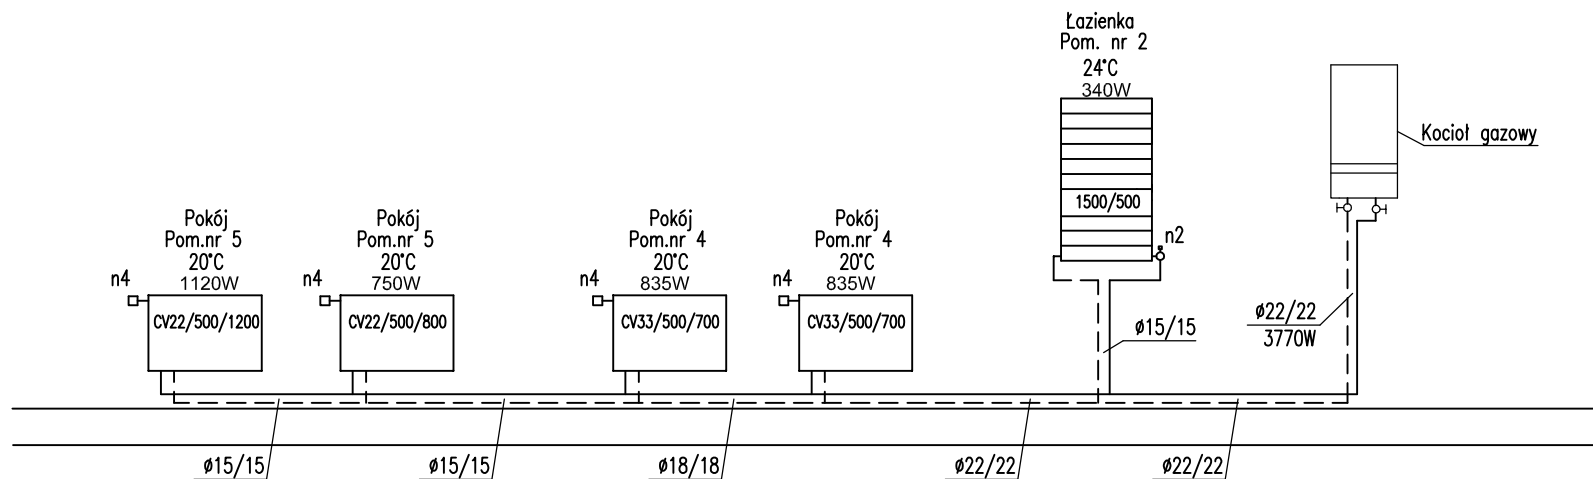 Łazienka
Pom. nr 2
24°C
340W
1500/500
n2
Kocioł gazowy
Pokój
Pom.nr 5
20°C
1120W
n4
CV22/500/1200
Pokój
Pom.nr 5
20°C
750W
n4
CV22/500/800
Pokój
Pom.nr 4
20°C
835W
n4
CV33/500/700
Pokój
Pom.nr 4
20°C
835W
n4
CV33/500/700
ø15/15
ø22/22
3770W
ø15/15
ø15/15
ø18/18
ø22/22
ø22/22